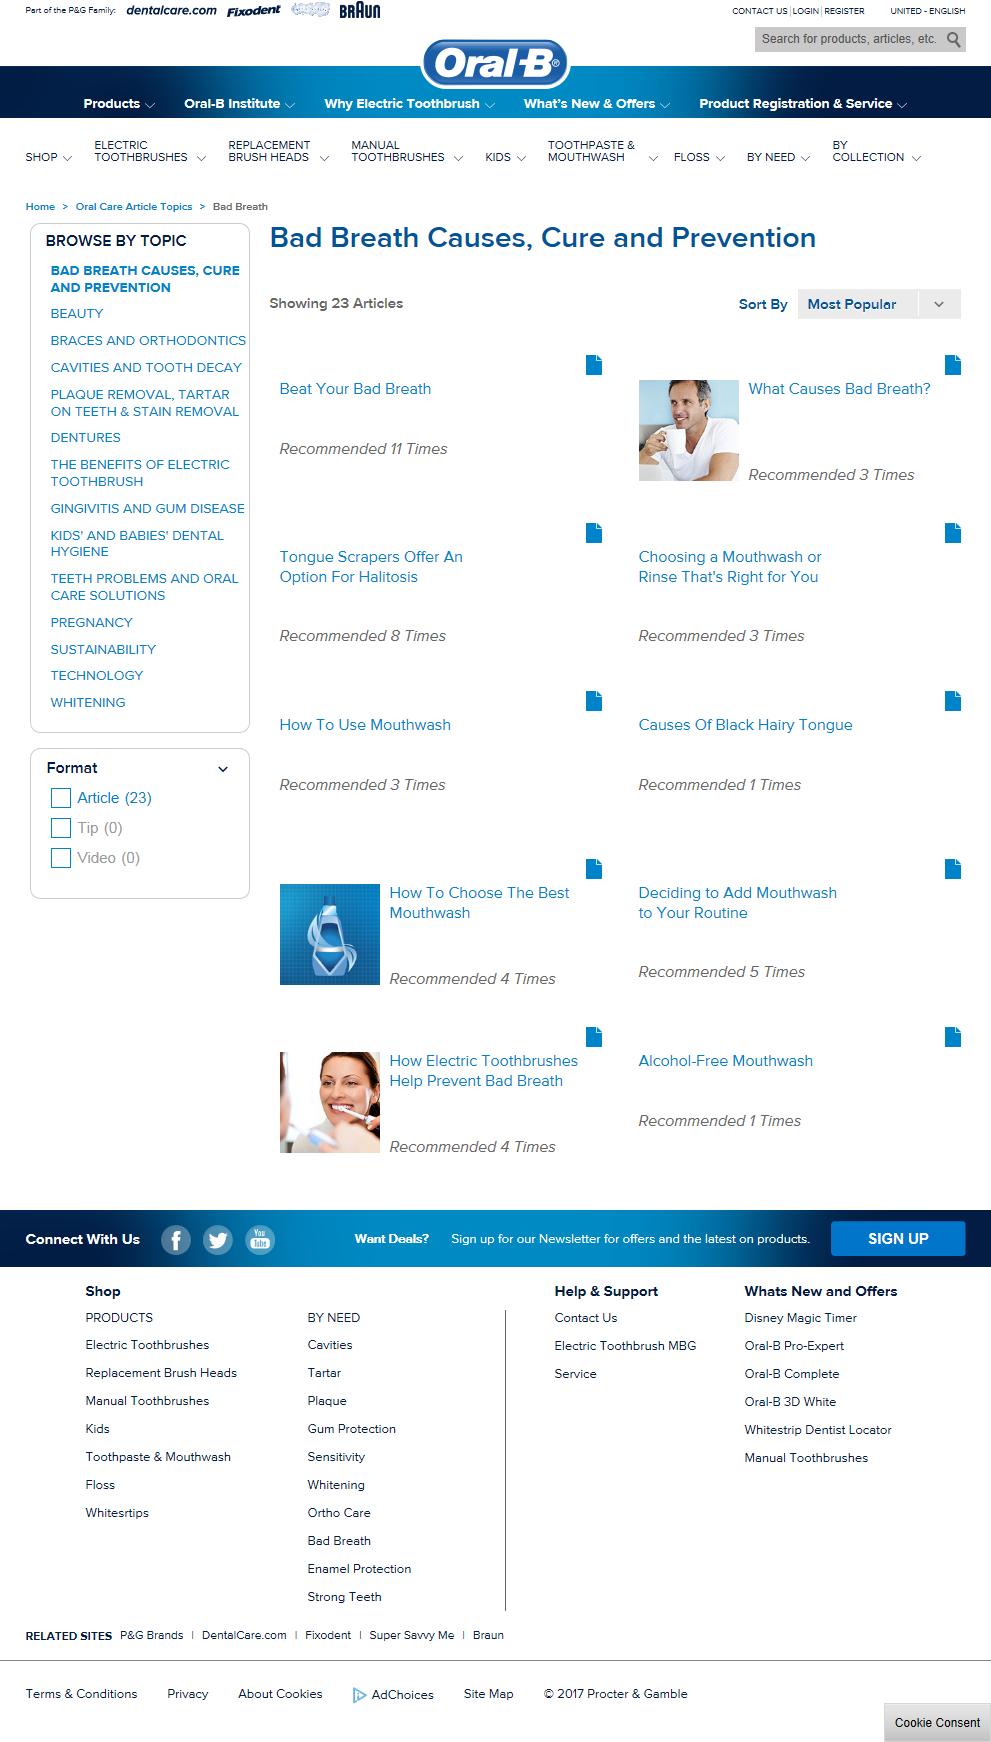 Part of the P&G Family:
dentalcare.com
Fixodent
BRAUN
CONTACT US | LOGIN | REGISTER
UNITED - ENGLISH
Search for products, articles, etc.
Oral-B®
Products
Oral-B Institute
Why Electric Toothbrush
What's New & Offers
Product Registration & Service
SHOP
ELECTRIC
TOOTHBRUSHES
REPLACEMENT
BRUSH HEADS
MANUAL
TOOTHBRUSHES
KIDS
TOOTHPASTE &
MOUTHWASH
FLOSS
BY NEED
BY
COLLECTION
Home > Oral Care Article Topics > Bad Breath
BROWSE BY TOPIC
BAD BREATH CAUSES, CURE
AND PREVENTION
BEAUTY
BRACES AND ORTHODONTICS
CAVITIES AND TOOTH DECAY
PLAQUE REMOVAL, TARTAR
ON TEETH & STAIN REMOVAL
DENTURES
THE BENEFITS OF ELECTRIC
TOOTHBRUSH
GINGIVITIS AND GUM DISEASE
KIDS' AND BABIES' DENTAL
HYGIENE
TEETH PROBLEMS AND ORAL
CARE SOLUTIONS
PREGNANCY
SUSTAINABILITY
TECHNOLOGY
WHITENING
Format
Article (23)
Tip (0)
Video (0)
Bad Breath Causes, Cure and Prevention
Showing 23 Articles
Sort By
Most Popular
Beat Your Bad Breath
Recommended 11 Times
What Causes Bad Breath?
Recommended 3 Times
Tongue Scrapers Offer An
Option For Halitosis
Recommended 8 Times
Choosing a Mouthwash or
Rinse That's Right for You
Recommended 3 Times
How To Use Mouthwash
Recommended 3 Times
Causes Of Black Hairy Tongue
Recommended 1 Times
How To Choose The Best
Mouthwash
Recommended 4 Times
Deciding to Add Mouthwash
to Your Routine
Recommended 5 Times
How Electric Toothbrushes
Help Prevent Bad Breath
Recommended 4 Times
Alcohol-Free Mouthwash
Recommended 1 Times
Connect With Us
You
Tube
Want Deals?
Sign up for our Newsletter for offers and the latest on products.
SIGN UP
Shop
PRODUCTS
Electric Toothbrushes
Replacement Brush Heads
Manual Toothbrushes
Kids
Toothpaste & Mouthwash
Floss
Whitesrtips
BY NEED
Cavities
Tartar
Plaque
Gum Protection
Sensitivity
Whitening
Ortho Care
Bad Breath
Enamel Protection
Strong Teeth
Help & Support
Contact Us
Electric Toothbrush MBG
Service
Whats New and Offers
Disney Magic Timer
Oral-B Pro-Expert
Oral-B Complete
Oral-B 3D White
Whitestrip Dentist Locator
Manual Toothbrushes
RELATED SITES P&G Brands | DentalCare.com | Fixodent | Super Savvy Me | Braun
Terms & Conditions
Privacy
About Cookies
AdChoices
Site Map
© 2017 Procter & Gamble
Cookie Consent